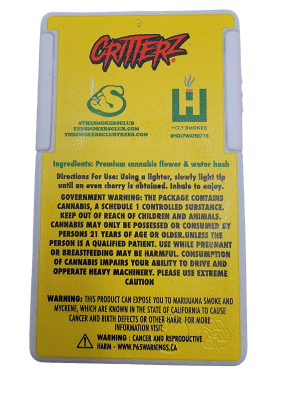 CRITTERZ
S
H
@THESMOKERSCLUB
THESMOKERSCLUB.COM
THESMOKERSCLUBTREES.COM
HOLY SMOKES
@HOLYWATER710
Ingredients: Premium cannabis flower & water hash
Directions For Use: Using a lighter, slowly light tip
until an even cherry is obtained. Inhale to enjoy.
GOVERNMENT WARNING: THE PACKAGE CONTAINS
CANNABIS, A SCHEDULE 1 CONTROLLED SUBSTANCE.
KEEP OUT OF REACH OF CHILDREN AND ANIMALS.
CANNABIS MAY ONLY BE POSSESSED OR CONSUMED BY
PERSONS 21 YEARS OF AGE OR OLDER.UNLESS THE
PERSON IS A QUALIFIED PATIENT. USE WHILE PREGNANT
OR BREASTFEEDING MAY BE HARMFUL. CONSUMPTION
OF CANNABIS IMPAIRS YOUR ABILITY TO DRIVE AND
OPPERATE HEAVY MACHINERY. PLEASE USE EXTREME
CAUTION
WARNING: THIS PRODUCT CAN EXPOSE YOU TO MARIJUANA SMOKE AND
MYRCENE, WHICH ARE KNOWN IN THE STATE OF CALIFORNIA TO CAUSE
CANCER AND BIRTH DEFECTS OR OTHER HARM. FOR MORE
INFORMATION VISIT.
WARNING : CANCER AND REPRODUCTIVE
HARM - WWW.P65WARNINGS.CA